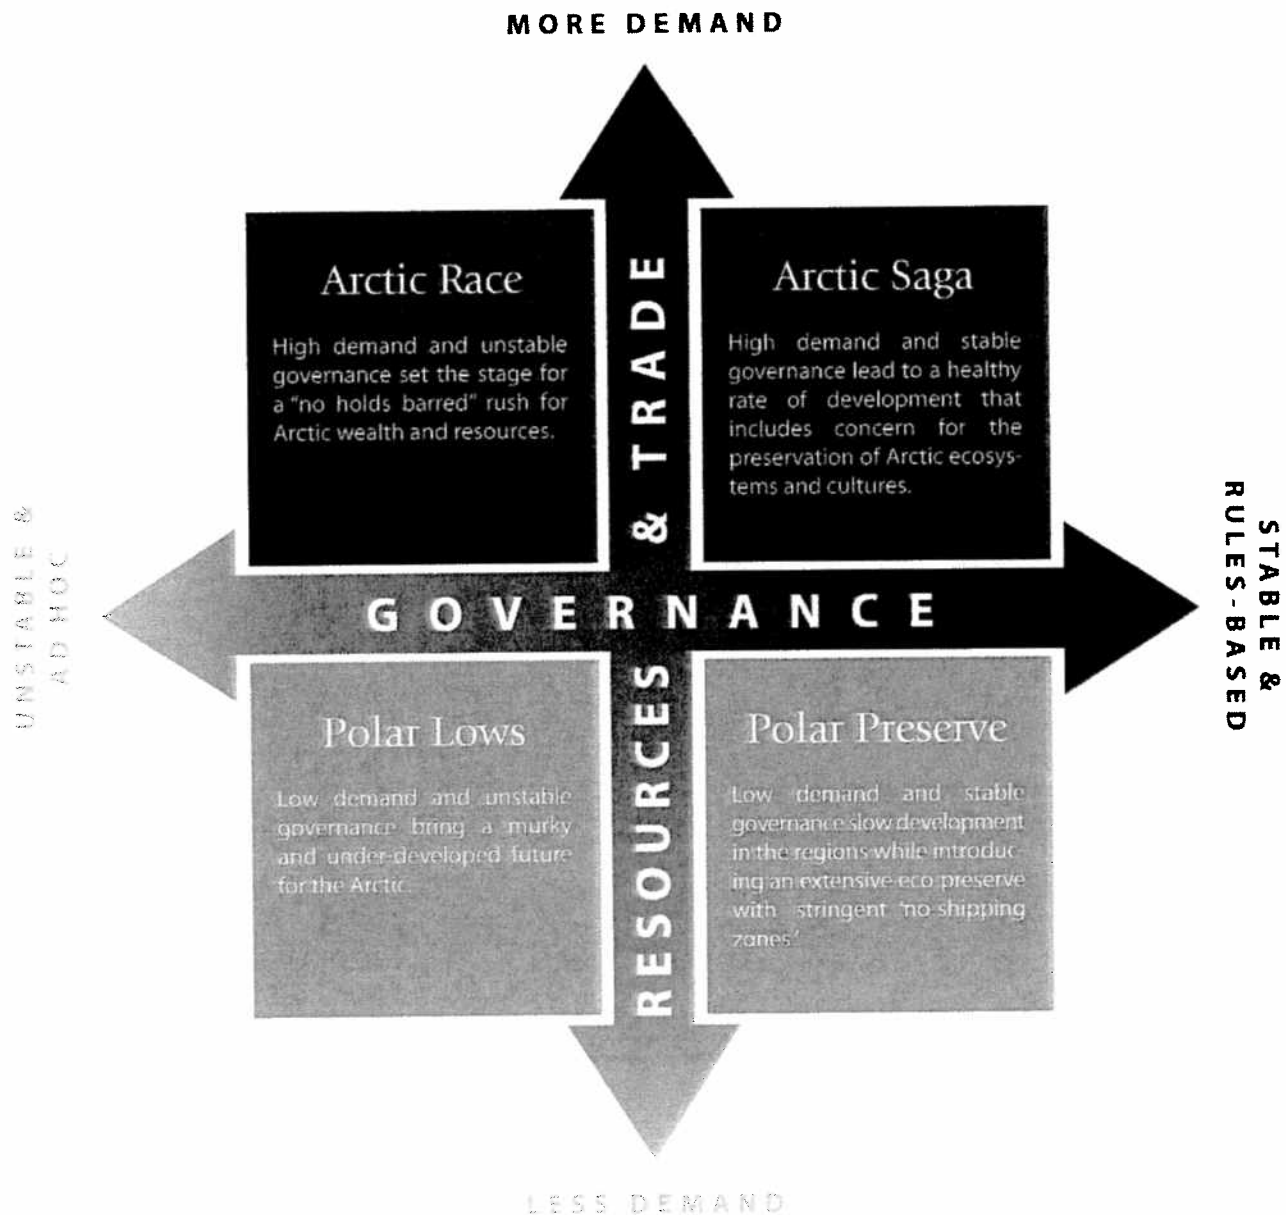 MORE DEMAND
Arctic Race
High demand and unstable
governance set the stage for
a "no holds barred" rush for
Arctic wealth and resources.
Arctic Saga
High demand and stable
governance lead to a healthy
rate of development that
includes concern for the
preservation of Arctic ecosys-
tems and cultures.
RESOURCES & TRADE
UNSTABLE &
AD HOC
GOVERNANCE
STABLE &
RULES-BASED
Polar Lows
Low demand and unstable
governance bring a murky
and under-developed future
for the Arctic.
Polar Preserve
Low demand and stable
governance slow development
in the regions while introduc-
ing an extensive eco preserve
with stringent 'no-shipping
zones'
LESS DEMAND